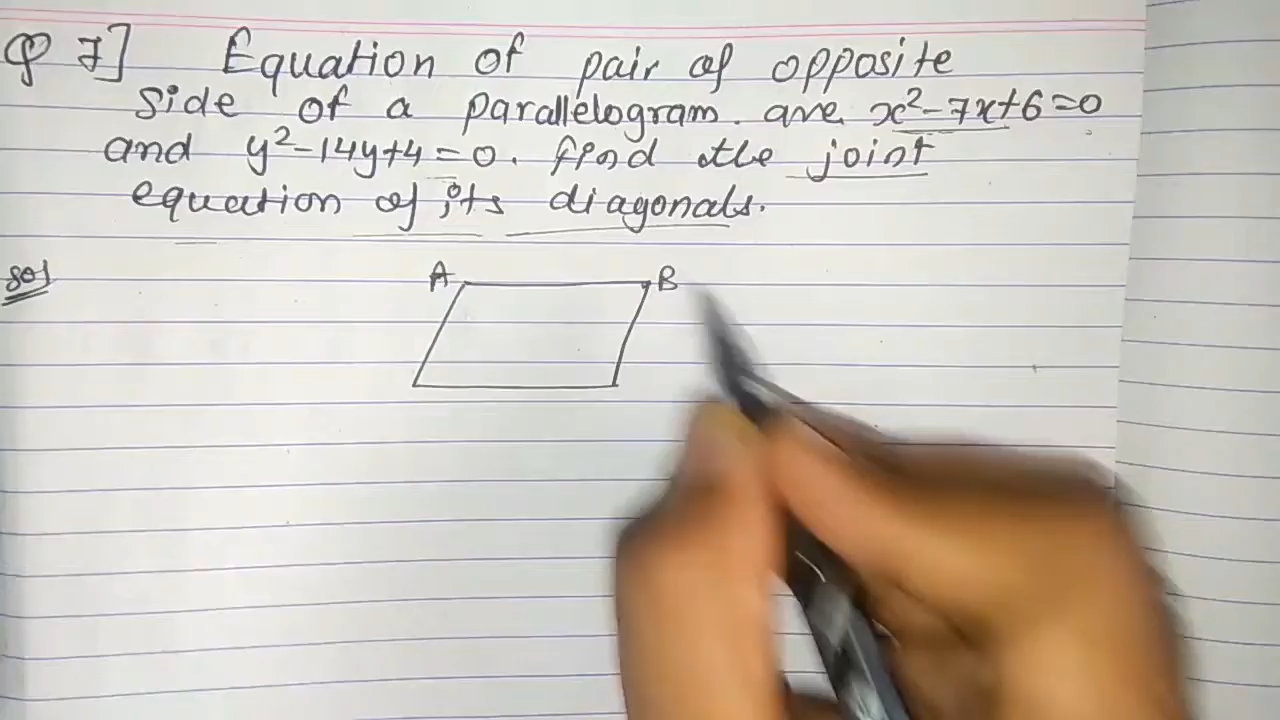 Q 7] Equation of pair of opposite
side of a parallelogram. are x²-7x+6=0
and y²-14y+4=0. find the joint
equation of its diagonals.
sol
A B